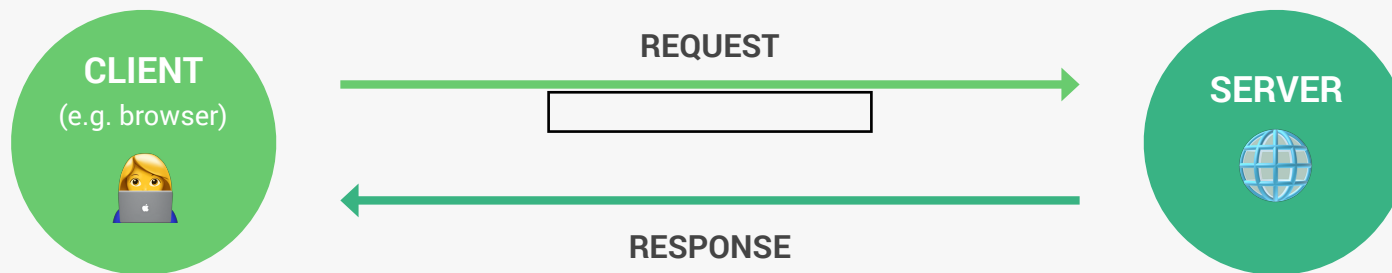 CLIENT
(e.g. browser)
REQUEST
SERVER
RESPONSE